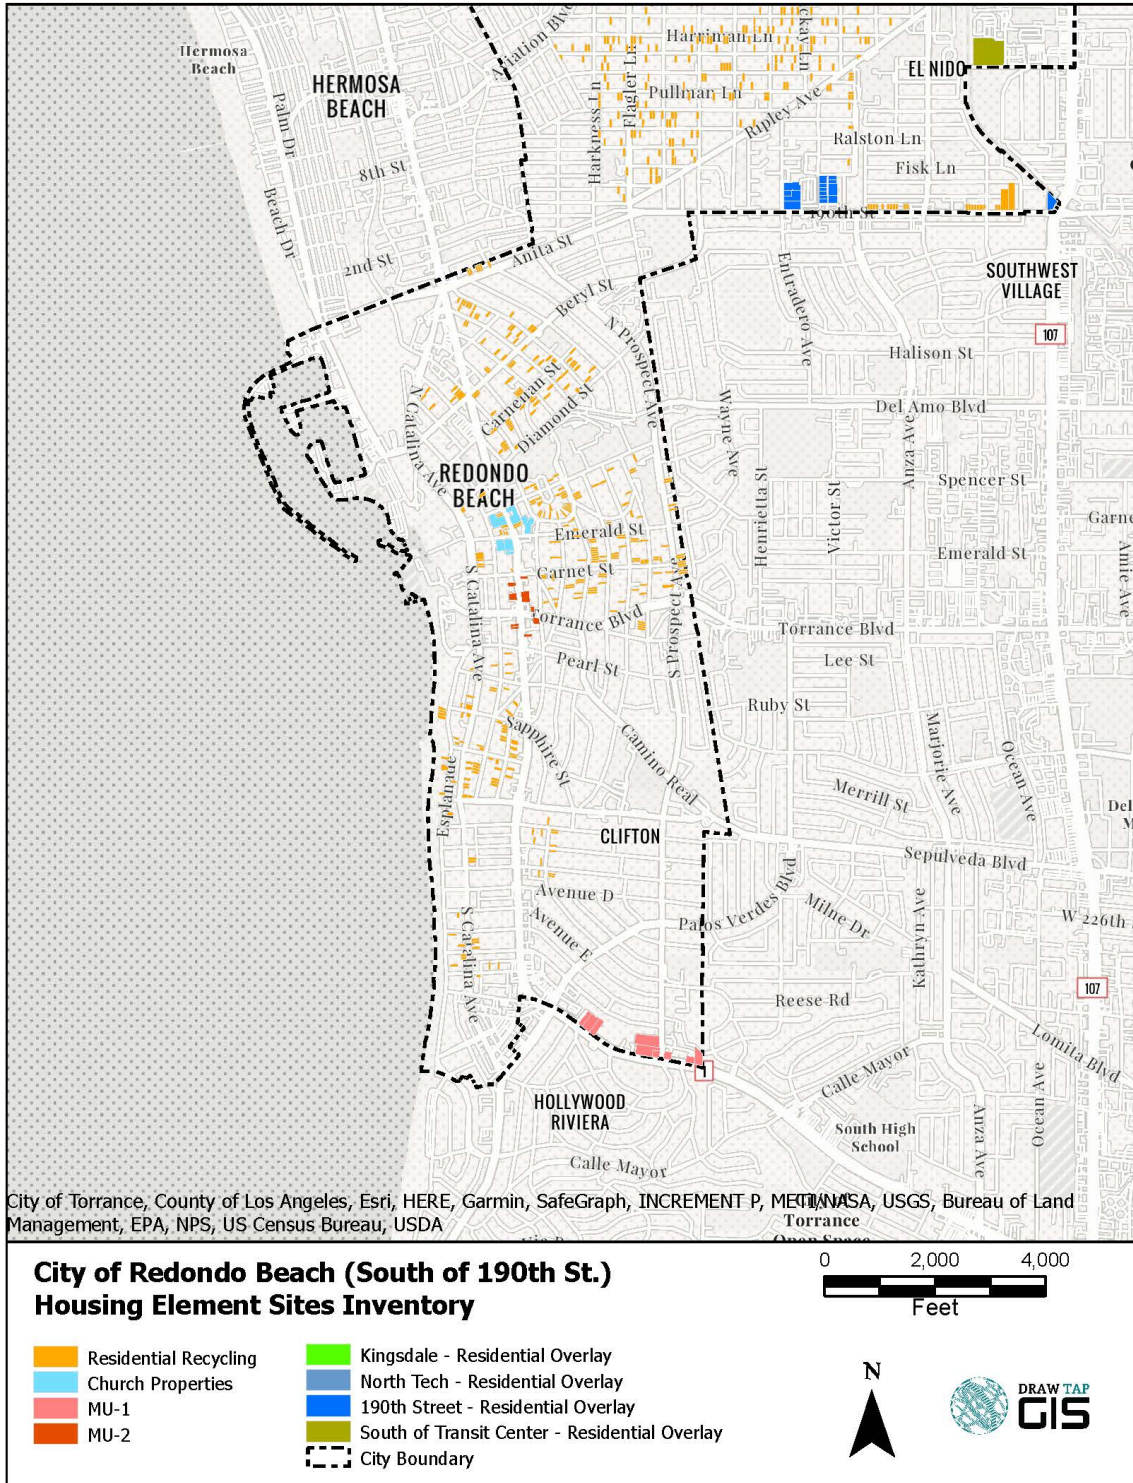 Hermosa
Beach
HERMOSA
BEACH
Palm Dr
Beach Dr
8th St
2nd St
Aviation Blvd
Harriman Ln
ckay Ln
EL NIDO
Flagler Ln
Harkness Ln
Pullman Ln
Ripley Ave
Ralston Ln
Fisk Ln
190th St
Anita St
Beryl St
N Prospect Ave
Entradero Ave
SOUTHWEST
VILLAGE
107
Halison St
Carnelian St
Diamond St
N Catalina Ave
Del Amo Blvd
Wayne Ave
Anza Ave
REDONDO
BEACH
Henrietta St
Victor St
Spencer St
Garne
Emerald St
Emerald St
Amie Ave
Garnet St
S Catalina Ave
S Prospect Ave
Torrance Blvd
Torrance Blvd
Lee St
Pearl St
Ruby St
Sapphire St
Camino Real
Marjorie Ave
Ocean Ave
Esplanade
Merrill St
Del
M
CLIFTON
Sepulveda Blvd
Avenue D
Palos Verdes Blvd
Milne Dr
Kathryn Ave
W 226th
S Catalina Ave
Avenue E
Reese Rd
107
Lomita Blvd
1
Calle Mayor
Ocean Ave
HOLLYWOOD
RIVIERA
South High
School
Anza Ave
Calle Mayor
City of Torrance, County of Los Angeles, Esri, HERE, Garmin, SafeGraph, INCREMENT P, METI/NASA, USGS, Bureau of Land
Management, EPA, NPS, US Census Bureau, USDA
Torrance
Open Space
City of Redondo Beach (South of 190th St.)
Housing Element Sites Inventory
0 2,000 4,000
Feet
Residential Recycling
Church Properties
MU-1
MU-2
Kingsdale - Residential Overlay
North Tech - Residential Overlay
190th Street - Residential Overlay
South of Transit Center - Residential Overlay
City Boundary
N
DRAW TAP
GIS